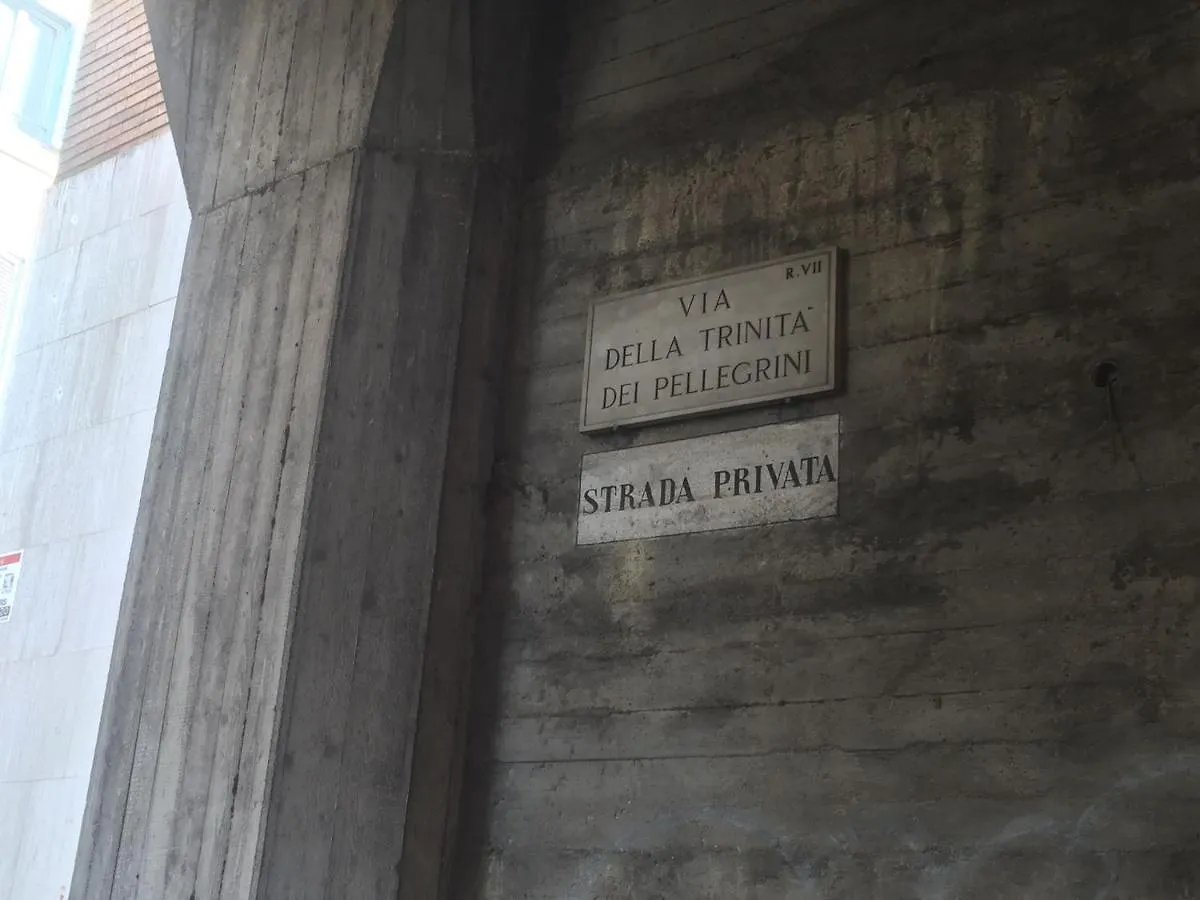 R. VII
VIA
DELLA TRINITA`
DEI PELLEGRINI
STRADA PRIVATA